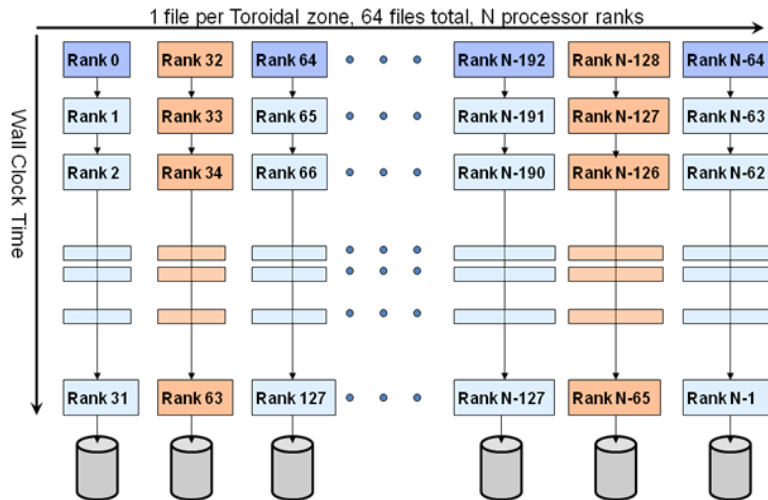 1 file per Toroidal zone, 64 files total, N processor ranks
Wall Clock Time
Rank 0 Rank 32 Rank 64 Rank N-192 Rank N-128 Rank N-64
Rank 1 Rank 33 Rank 65 Rank N-191 Rank N-127 Rank N-63
Rank 2 Rank 34 Rank 66 Rank N-190 Rank N-126 Rank N-62
Rank 31 Rank 63 Rank 127 Rank N-127 Rank N-65 Rank N-1